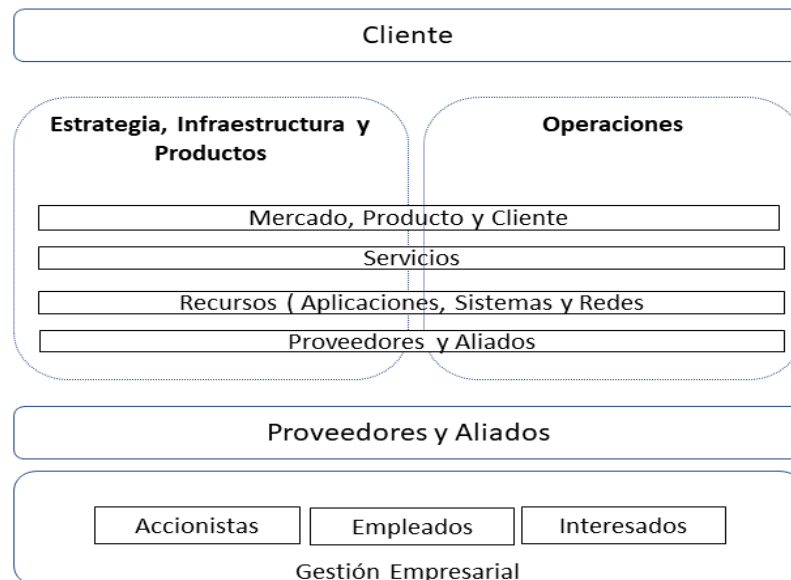 Cliente
Estrategia, Infraestructura y
Productos
Operaciones
Mercado, Producto y Cliente
Servicios
Recursos ( Aplicaciones, Sistemas y Redes
Proveedores y Aliados
Proveedores y Aliados
Accionistas
Empleados
Interesados
Gestión Empresarial